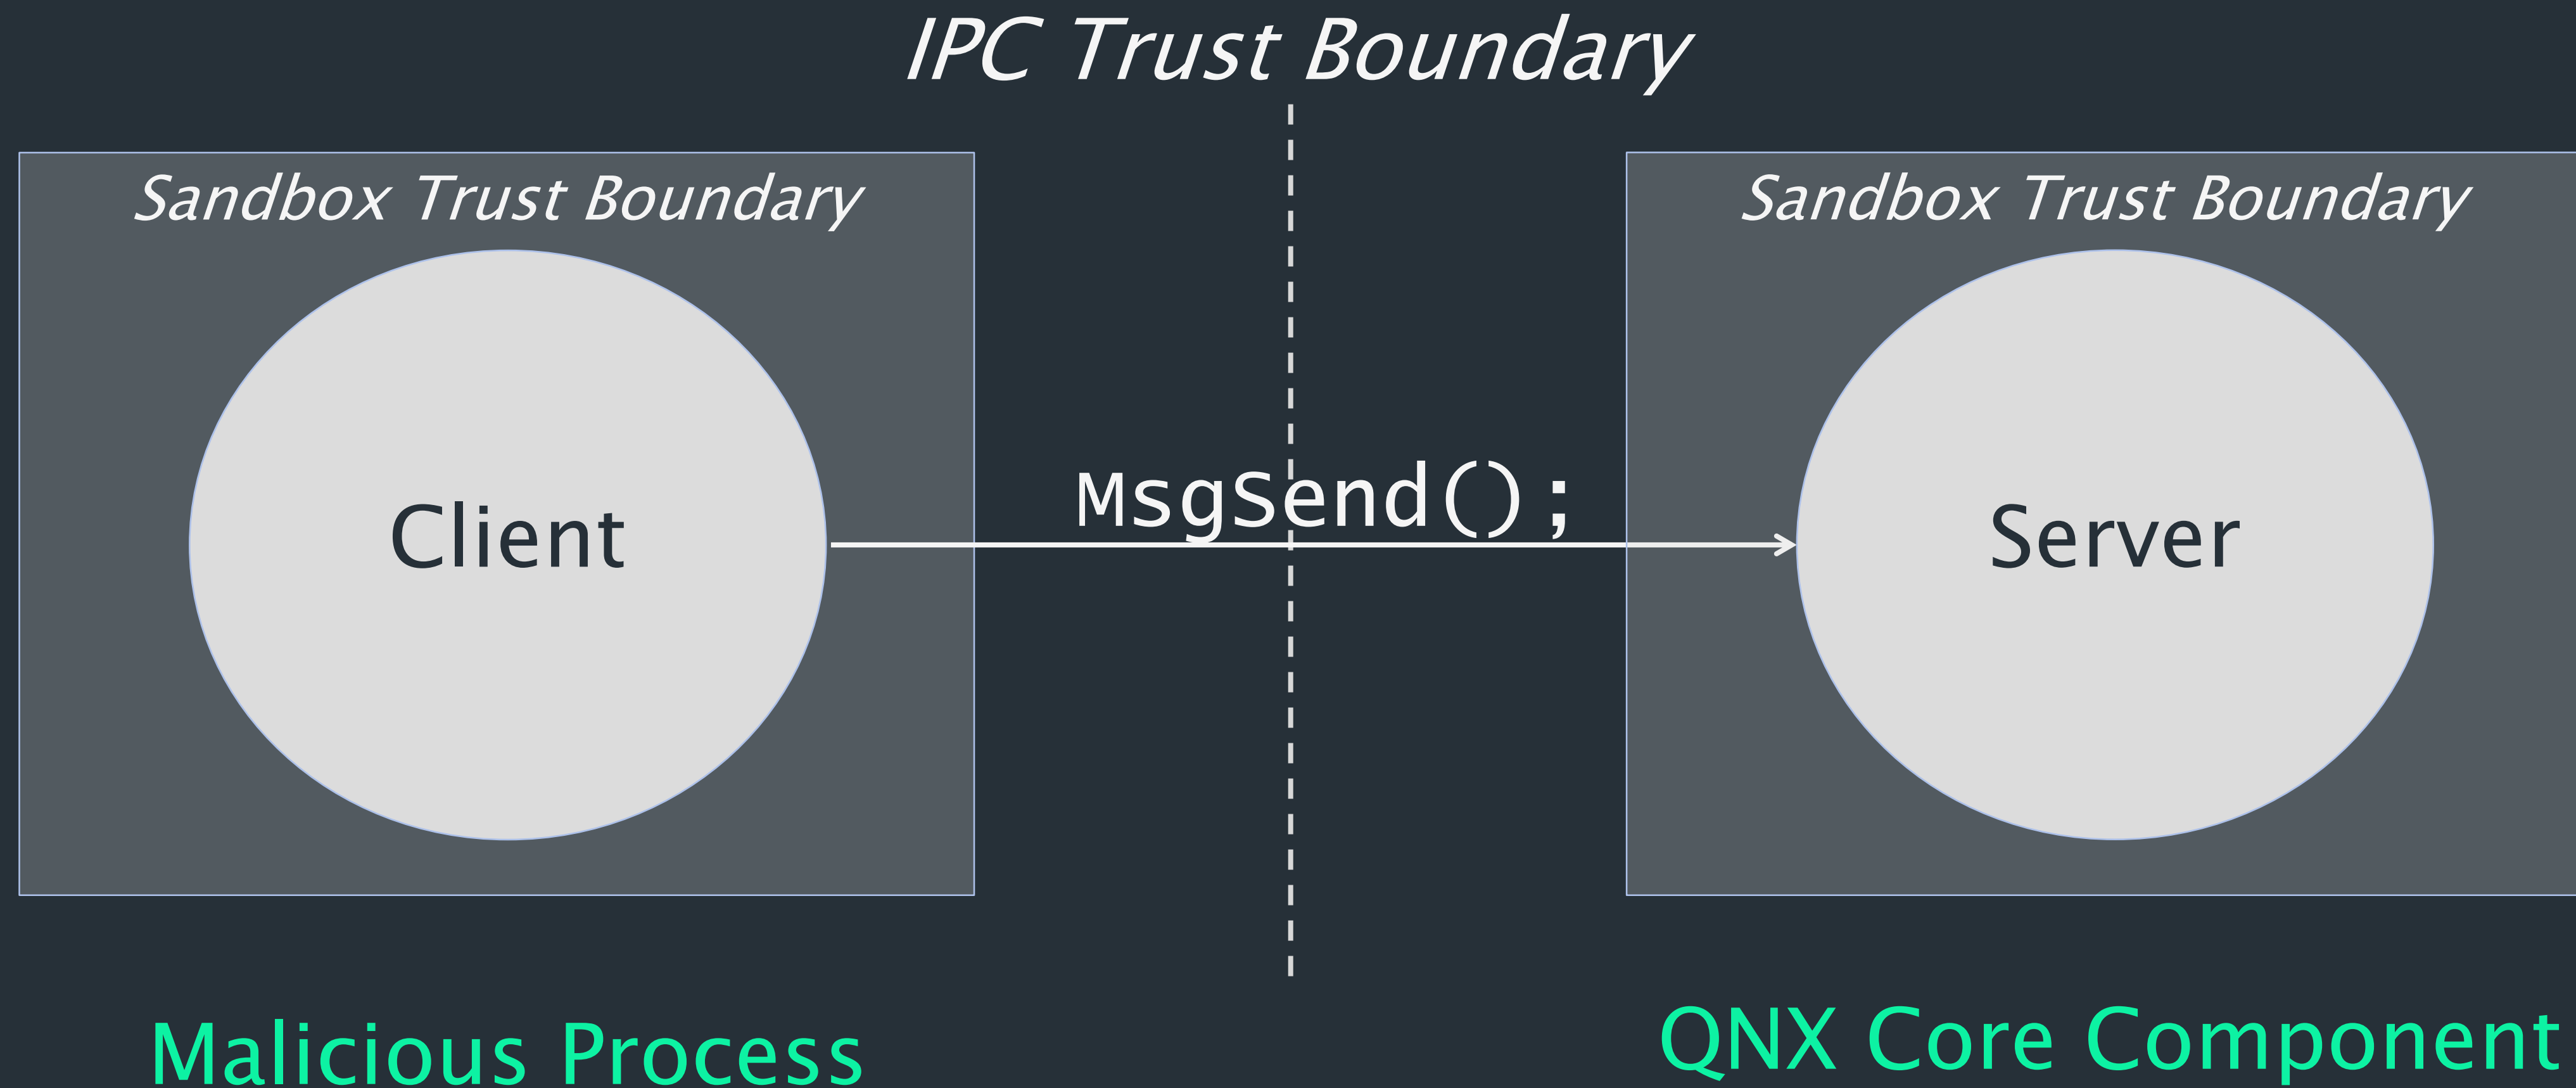 IPC Trust Boundary
Sandbox Trust Boundary
Sandbox Trust Boundary
Client
MsgSend();
Server
Malicious Process
QNX Core Component